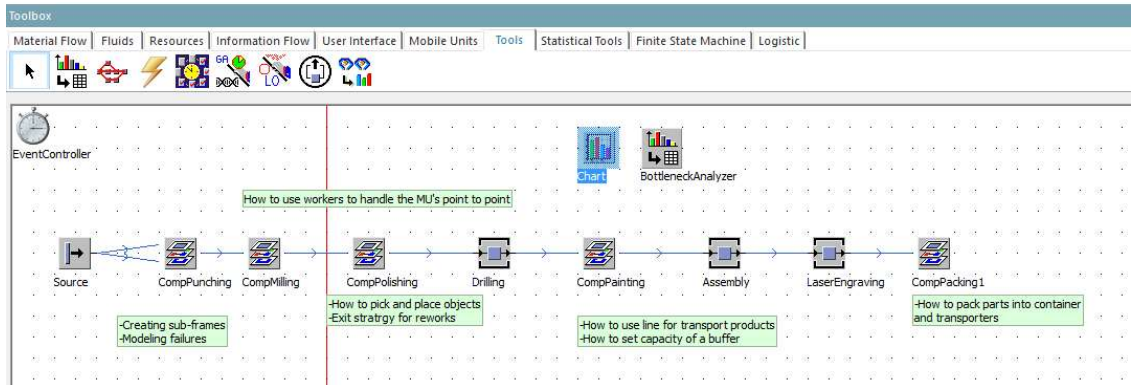 Toolbox
Material Flow Fluids Resources Information Flow User Interface Mobile Units Tools Statistical Tools Finite State Machine Logistic
GA
LO
EventController
Chart BottleneckAnalyzer
How to use workers to handle the MU's point to point
Source CompPunching CompMilling CompPolishing Drilling CompPainting Assembly LaserEngraving CompPacking1
-How to pick and place objects
-Exit stratrgy for reworks
-How to pack parts into container
and transporters
-Creating sub-frames
-Modeling failures
-How to use line for transport products
-How to set capacity of a buffer